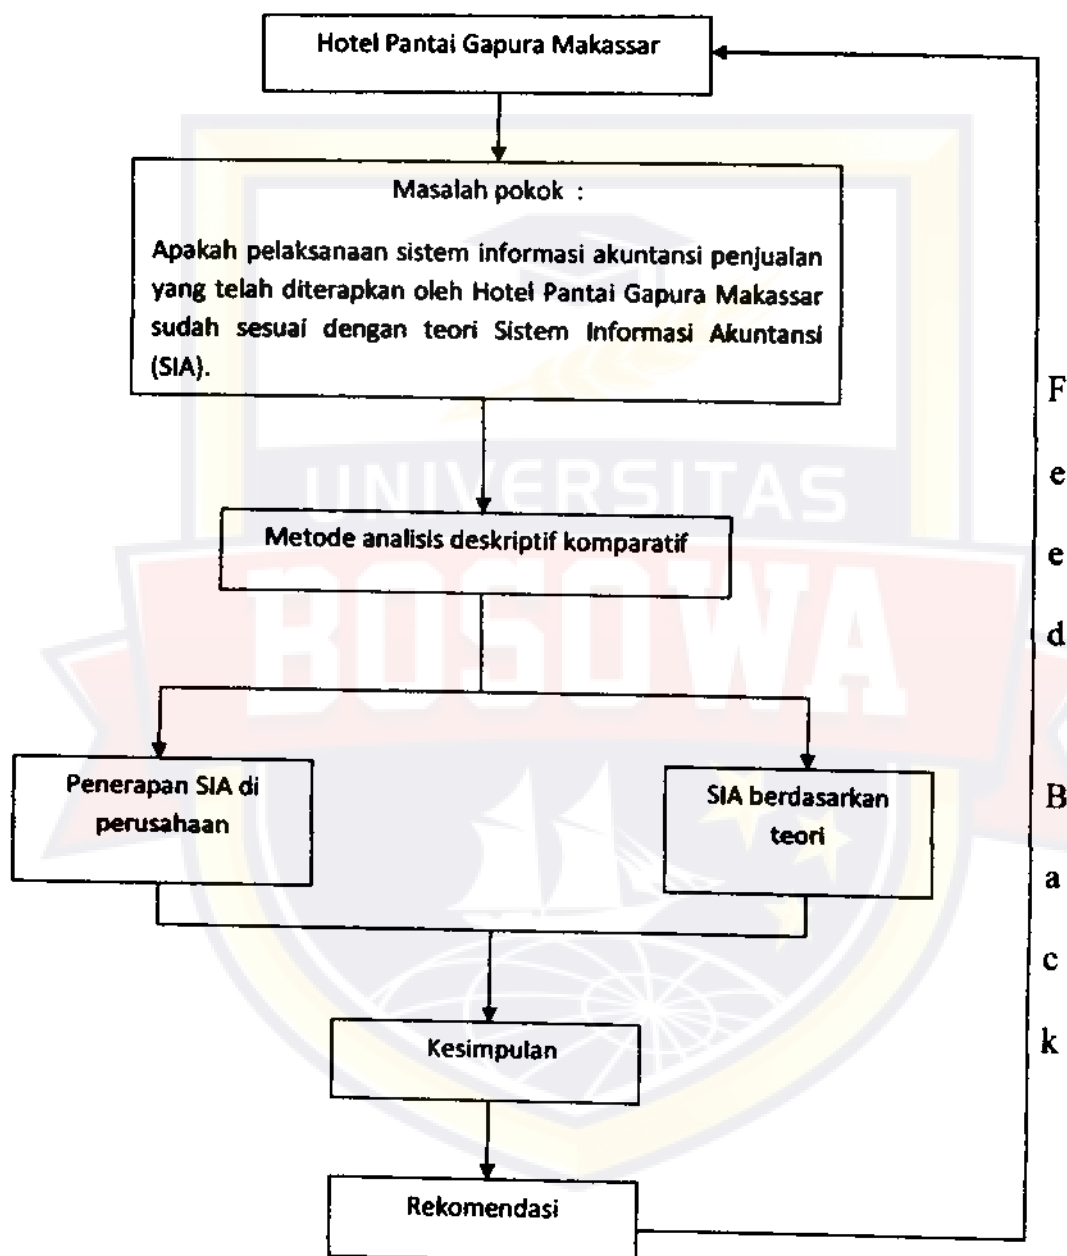 Hotel Pantai Gapura Makassar
Masalah pokok :
Apakah pelaksanaan sistem informasi akuntansi penjualan
yang telah diterapkan oleh Hotel Pantai Gapura Makassar
sudah sesuai dengan teori Sistem Informasi Akuntansi
(SIA).
UNIVERSITAS
BOSOWA
Metode analisis deskriptif komparatif
Penerapan SIA di
perusahaan
SIA berdasarkan
teori
Kesimpulan
Rekomendasi
F
e
e
d
B
a
c
k